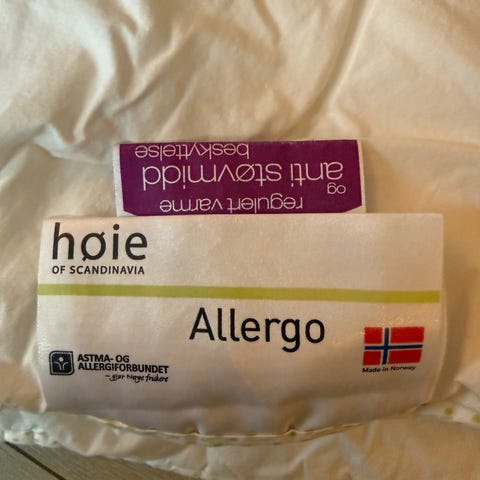 regulert varme
og
anti støvmidd
beskyttelse
høie
OF SCANDINAVIA
Allergo
ASTMA- OG
ALLERGIFORBUNDET
- gjør Norge friskere
Made in Norway